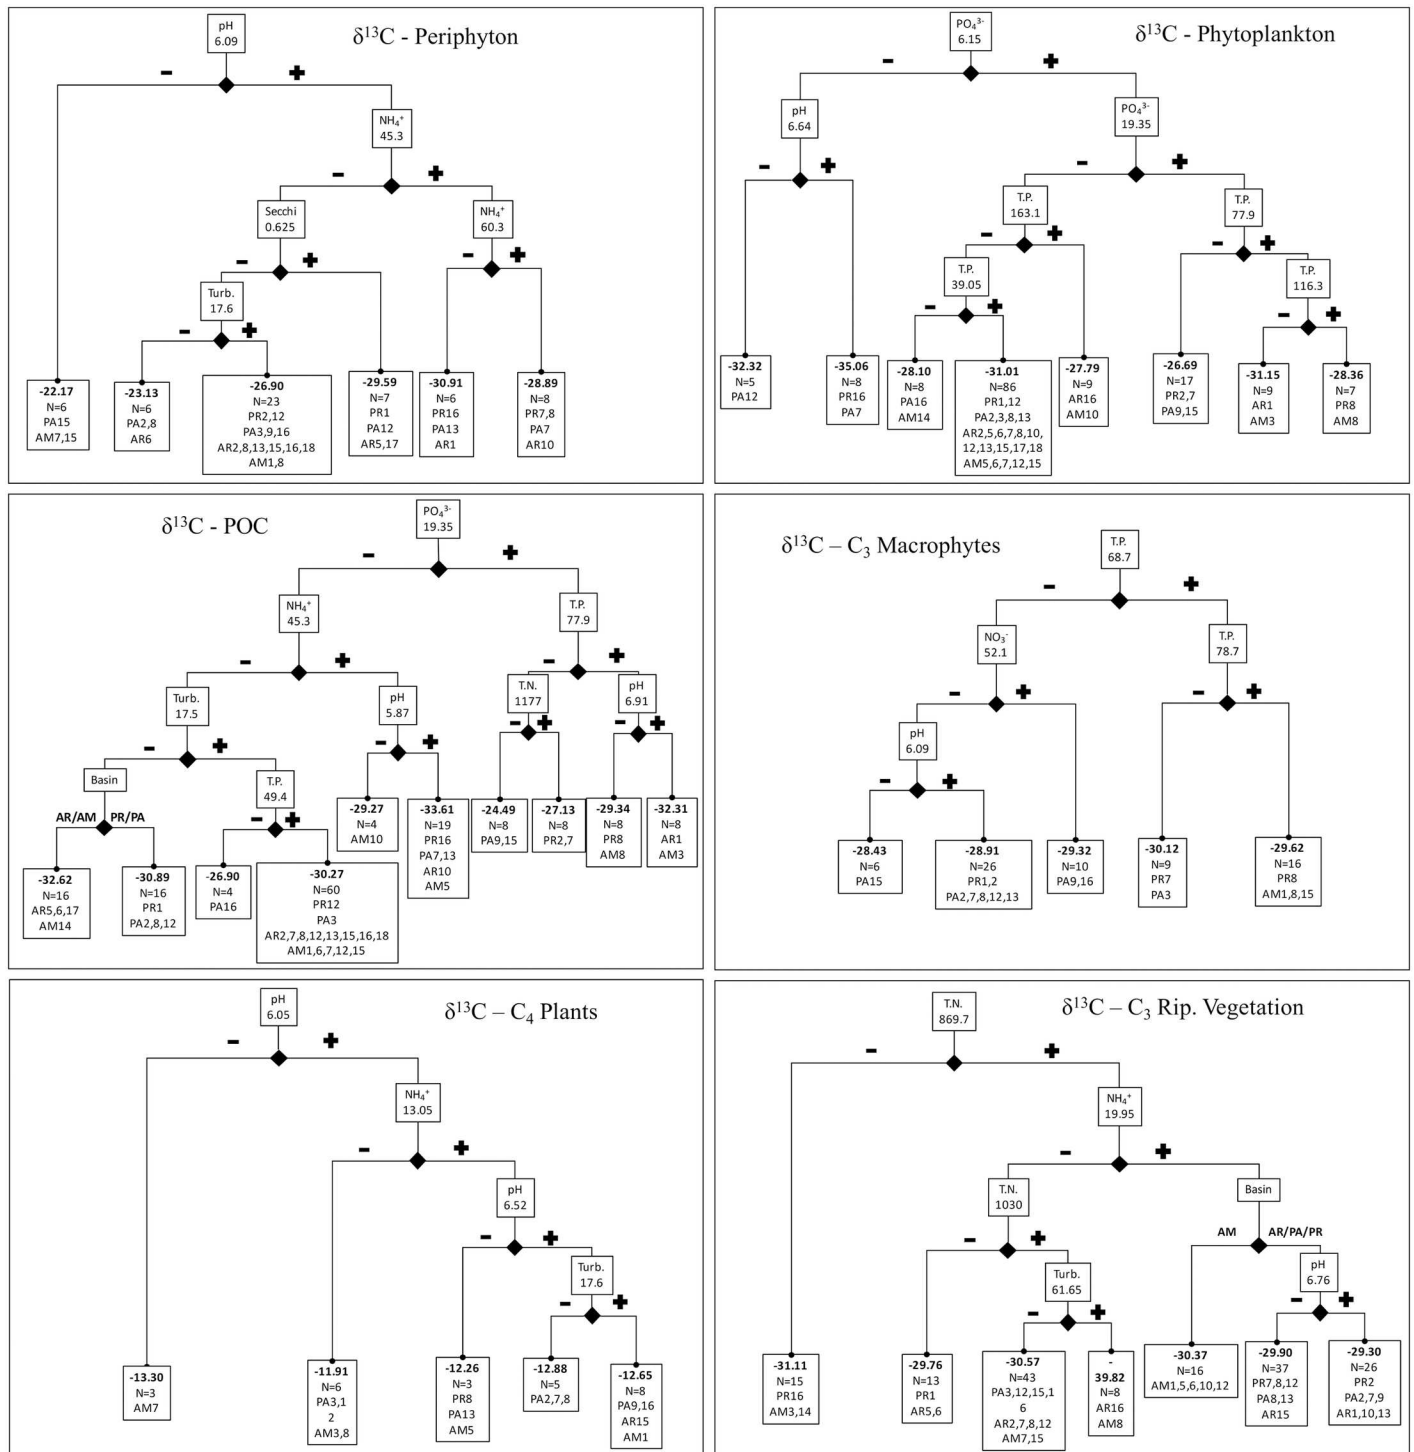 δ¹³C - Periphyton
pH
6.09
−
+
NH₄⁺
45.3
−
+
Secchi
0.625
NH₄⁺
60.3
−
+
−
+
Turb.
17.6
−
+
-22.17
N=6
PA15
AM7,15
-23.13
N=6
PA2,8
AR6
-26.90
N=23
PR2,12
PA3,9,16
AR2,8,13,15,16,18
AM1,8
-29.59
N=7
PR1
PA12
AR5,17
-30.91
N=6
PR16
PA13
AR1
-28.89
N=8
PR7,8
PA7
AR10
δ¹³C - Phytoplankton
PO₄³⁻
6.15
−
+
pH
6.64
PO₄³⁻
19.35
−
+
−
+
T.P.
163.1
T.P.
77.9
−
+
−
+
T.P.
39.05
T.P.
116.3
−
+
−
+
-32.32
N=5
PA12
-35.06
N=8
PR16
PA7
-28.10
N=8
PA16
AM14
-31.01
N=86
PR1,12
PA2,3,8,13
AR2,5,6,7,8,10,
12,13,15,17,18
AM5,6,7,12,15
-27.79
N=9
AR16
AM10
-26.69
N=17
PR2,7
PA9,15
-31.15
N=9
AR1
AM3
-28.36
N=7
PR8
AM8
δ¹³C - POC
PO₄³⁻
19.35
−
+
NH₄⁺
45.3
T.P.
77.9
−
+
−
+
Turb.
17.5
pH
5.87
T.N.
1177
pH
6.91
−
+
−
+
−
+
−
+
Basin
T.P.
49.4
AR/AM
PR/PA
−
+
-32.62
N=16
AR5,6,17
AM14
-30.89
N=16
PR1
PA2,8,12
-26.90
N=4
PA16
-30.27
N=60
PR12
PA3
AR2,7,8,12,13,15,16,18
AM1,6,7,12,15
-29.27
N=4
AM10
-33.61
N=19
PR16
PA7,13
AR10
AM5
-24.49
N=8
PA9,15
-27.13
N=8
PR2,7
-29.34
N=8
PR8
AM8
-32.31
N=8
AR1
AM3
δ¹³C – C₃ Macrophytes
T.P.
68.7
−
+
NO₃⁻
52.1
T.P.
78.7
−
+
−
+
pH
6.09
−
+
-28.43
N=6
PA15
-28.91
N=26
PR1,2
PA2,7,8,12,13
-29.32
N=10
PA9,16
-30.12
N=9
PR7
PA3
-29.62
N=16
PR8
AM1,8,15
δ¹³C – C₄ Plants
pH
6.05
−
+
NH₄⁺
13.05
−
+
pH
6.52
−
+
Turb.
17.6
−
+
-13.30
N=3
AM7
-11.91
N=6
PA3,1
2
AM3,8
-12.26
N=3
PR8
PA13
AM5
-12.88
N=5
PA2,7,8
-12.65
N=8
PA9,16
AR15
AM1
δ¹³C – C₃ Rip. Vegetation
T.N.
869.7
−
+
NH₄⁺
19.95
−
+
T.N.
1030
Basin
−
+
AM
AR/PA/PR
Turb.
61.65
pH
6.76
−
+
−
+
-31.11
N=15
PR16
AM3,14
-29.76
N=13
PR1
AR5,6
-30.57
N=43
PA3,12,15,1
6
AR2,7,8,12
AM7,15
-
39.82
N=8
AR16
AM8
-30.37
N=16
AM1,5,6,10,12
-29.90
N=37
PR7,8,12
PA8,13
AR15
-29.30
N=26
PR2
PA2,7,9
AR1,10,13